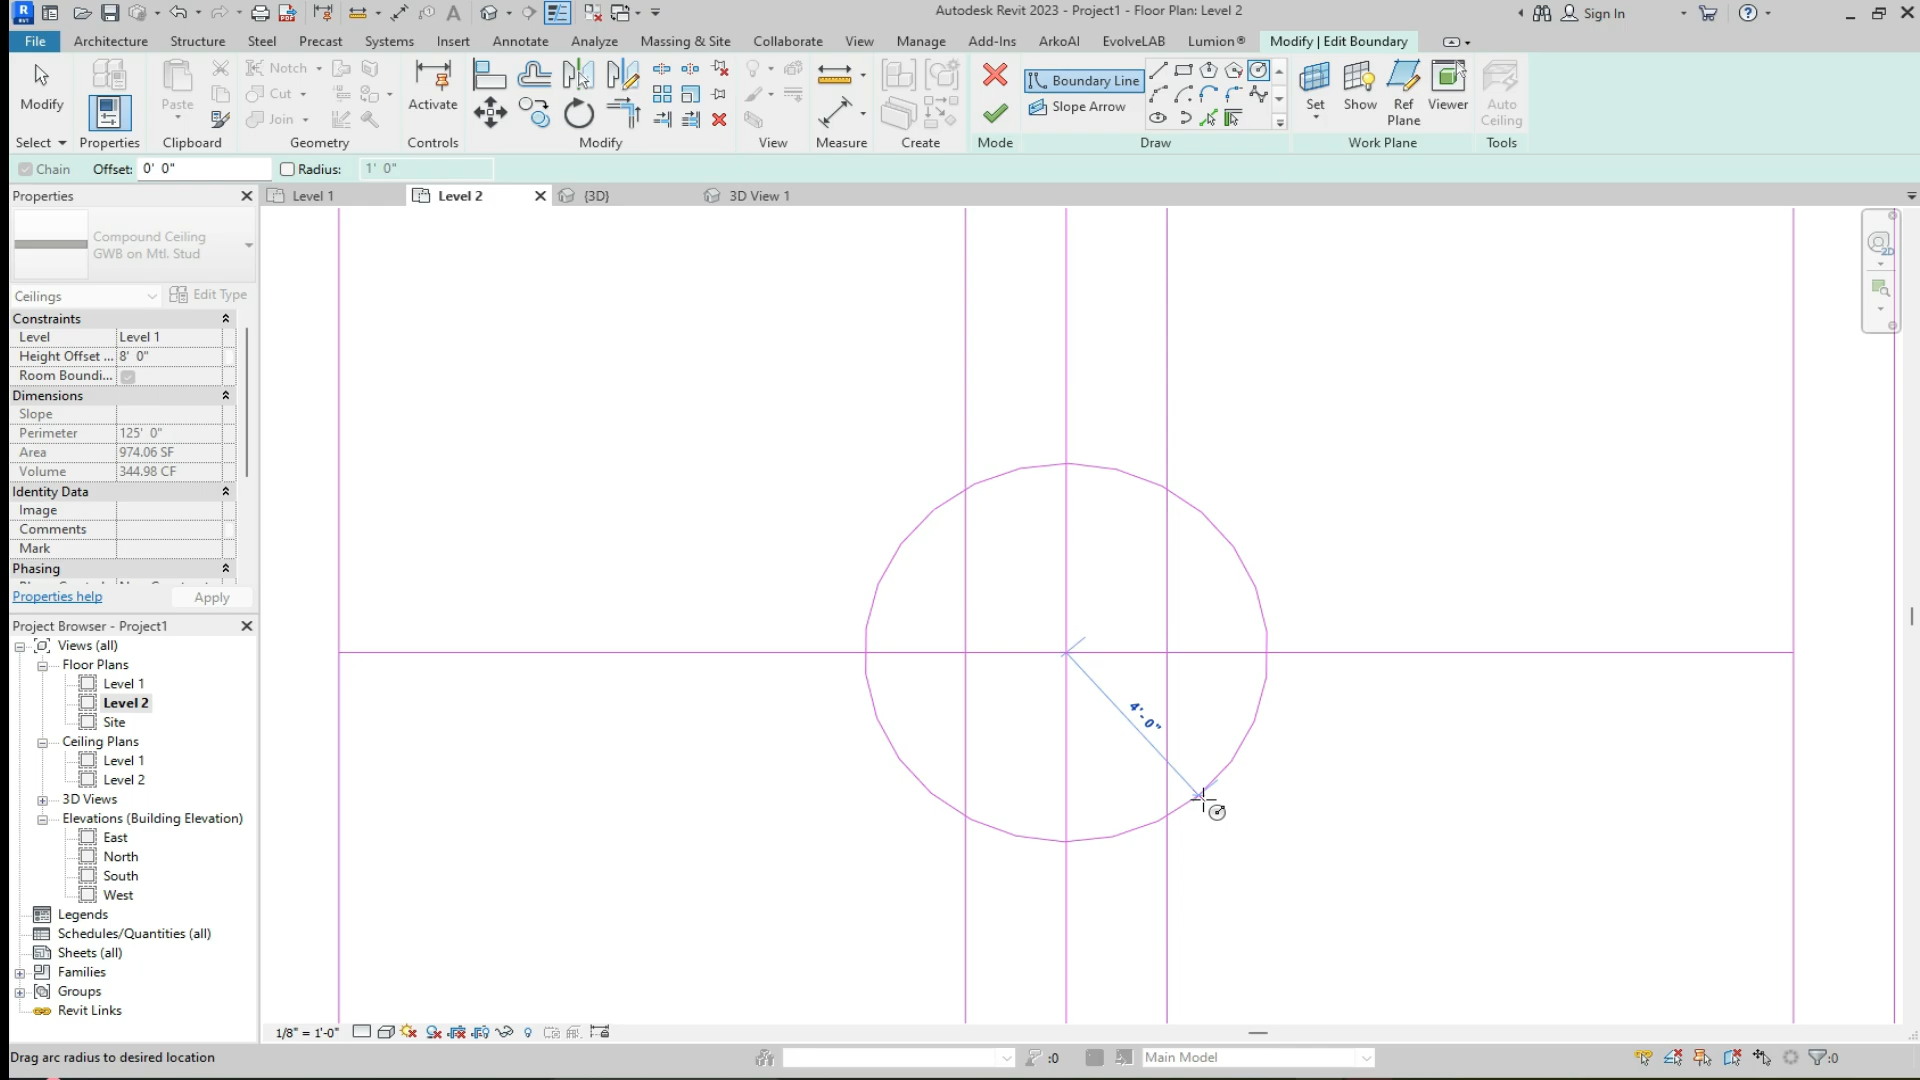 Autodesk Revit 2023 - Project1 - Floor Plan: Level 2
Sign In
File Architecture Structure Steel Precast Systems Insert Annotate Analyze Massing & Site Collaborate View Manage Add-Ins ArkoAI EvolveLAB Lumion® Modify | Edit Boundary
Modify
Paste
Notch
Cut
Join
Activate
Boundary Line
Slope Arrow
Set
Show
Ref Plane
Viewer
Auto Ceiling
Select Properties Clipboard Geometry Controls Modify View Measure Create Mode Draw Work Plane Tools
Chain Offset: 0' 0" Radius: 1' 0"
Properties
Level 1
Level 2
{3D}
3D View 1
Compound Ceiling
GWB on Mtl. Stud
Ceilings Edit Type
Constraints
Level Level 1
Height Offset ... 8' 0"
Room Boundi...
Dimensions
Slope
Perimeter 125' 0"
Area 974.06 SF
Volume 344.98 CF
Identity Data
Image
Comments
Mark
Phasing
Properties help Apply
Project Browser - Project1
Views (all)
Floor Plans
Level 1
Level 2
Site
Ceiling Plans
Level 1
Level 2
3D Views
Elevations (Building Elevation)
East
North
South
West
Legends
Schedules/Quantities (all)
Sheets (all)
Families
Groups
Revit Links
4'-0"
2D
1/8" = 1'-0"
Drag arc radius to desired location
:0
Main Model
:0